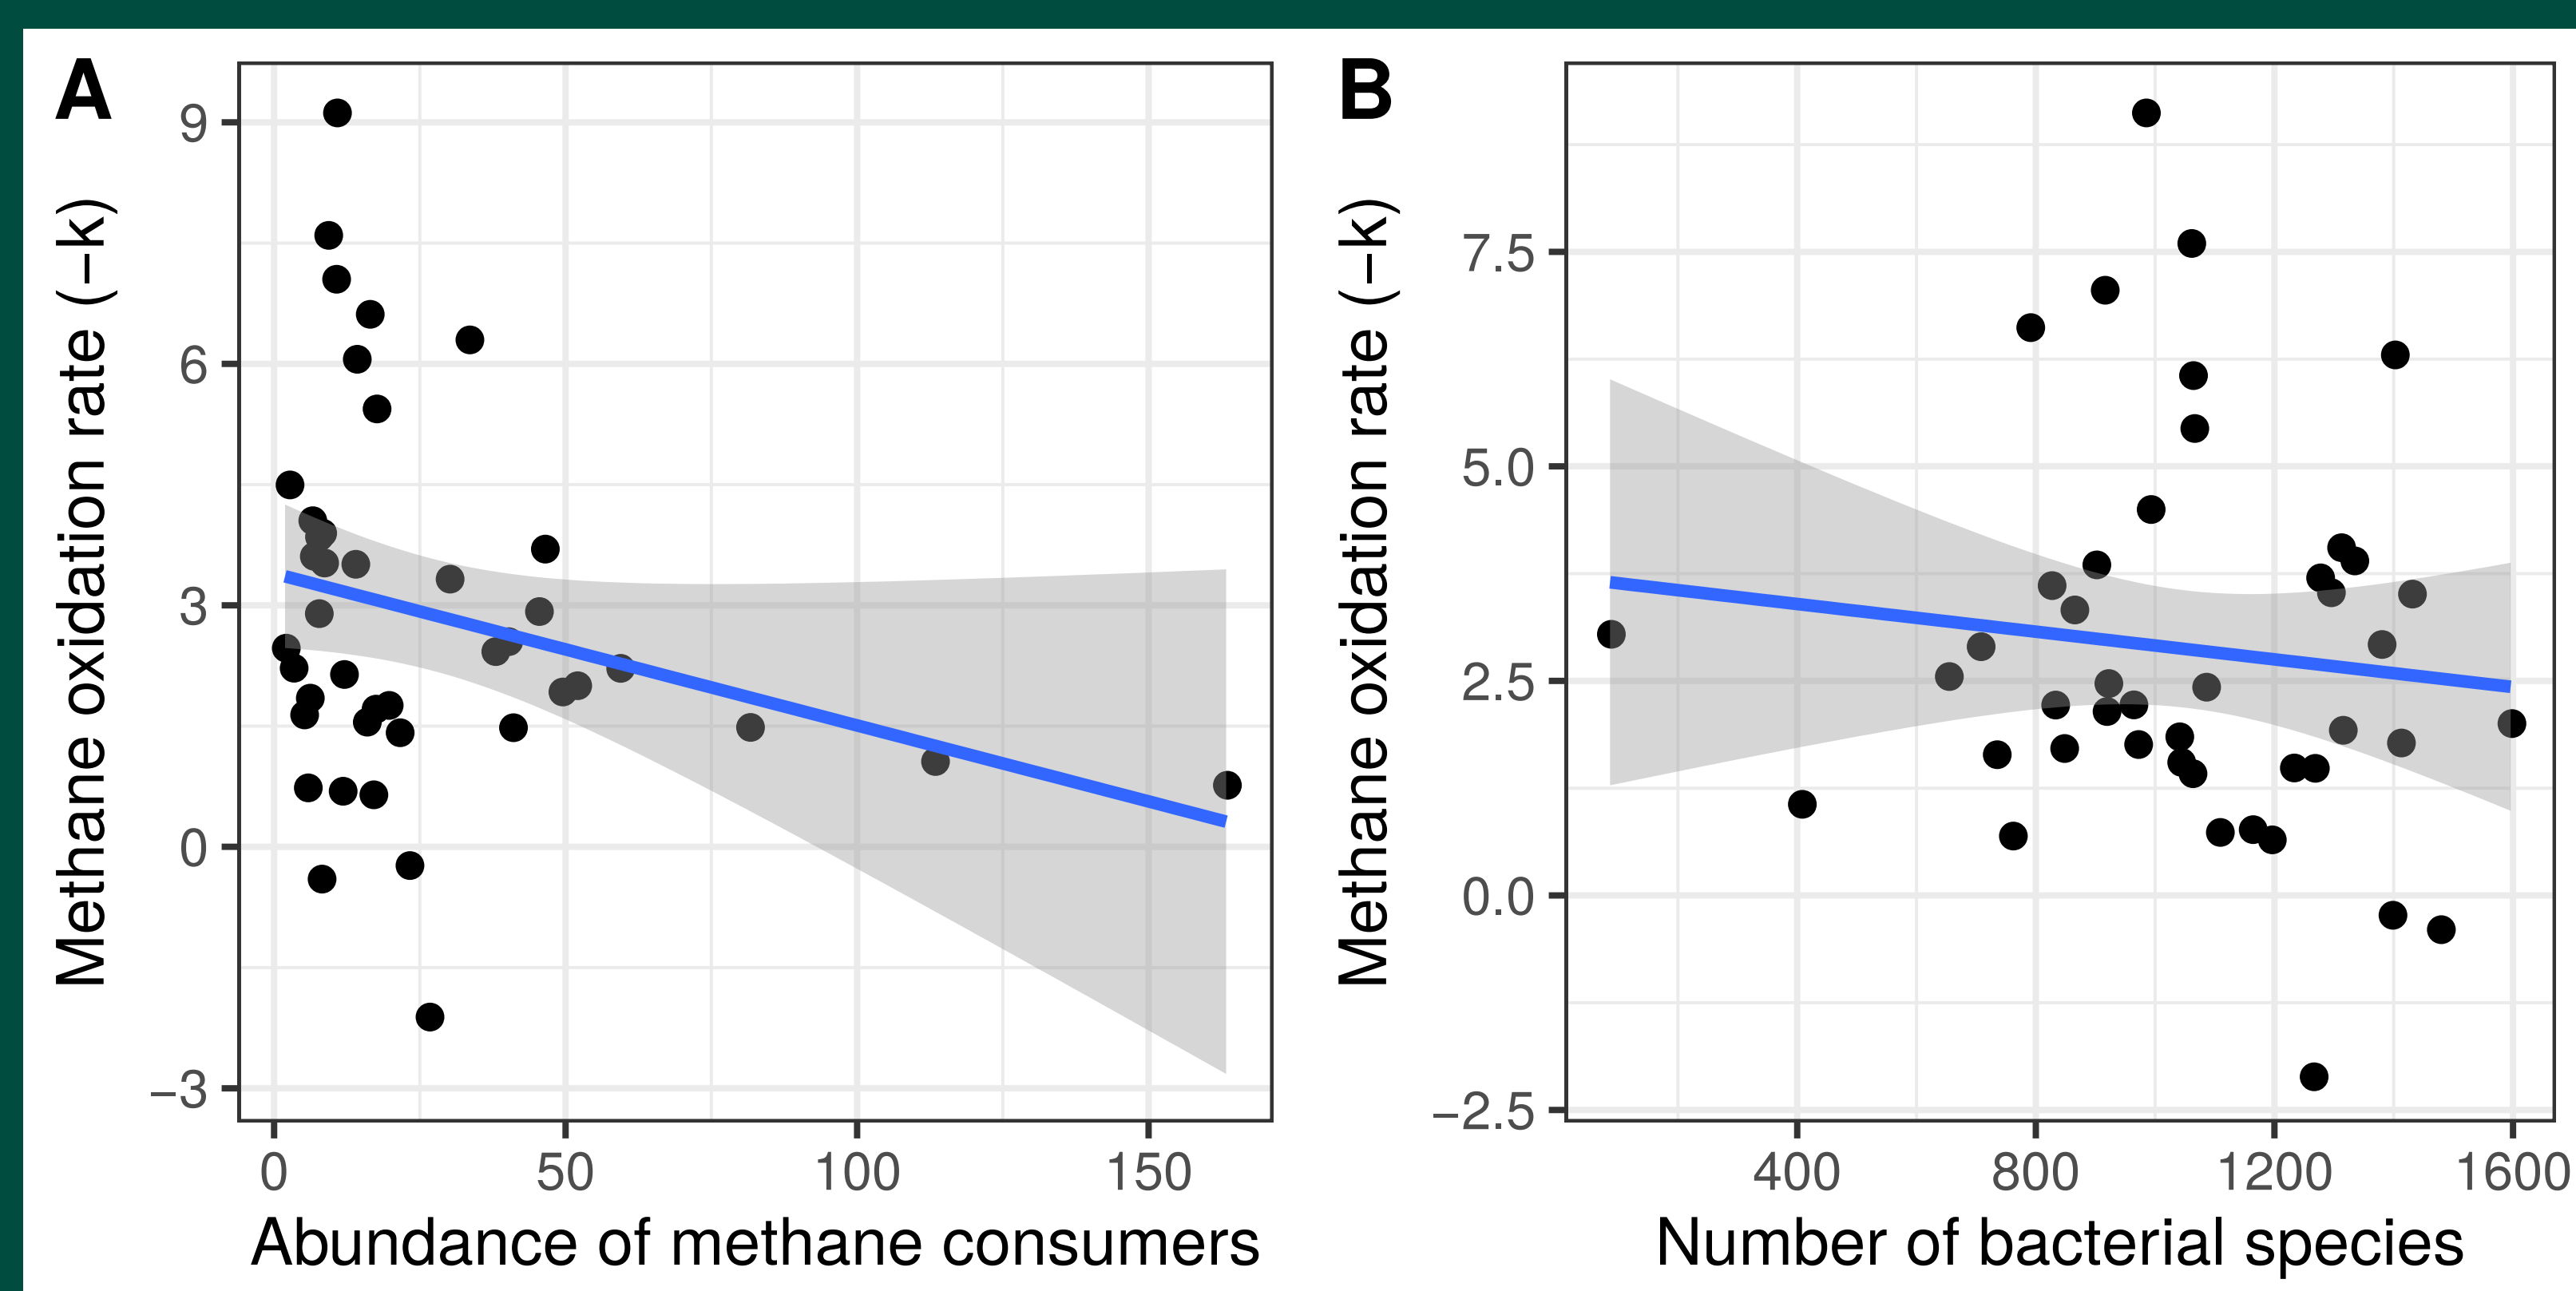 A
Methane oxidation rate (−k)
9
6
3
0
−3
0 50 100 150
Abundance of methane consumers
B
Methane oxidation rate (−k)
7.5
5.0
2.5
0.0
−2.5
400 800 1200 1600
Number of bacterial species